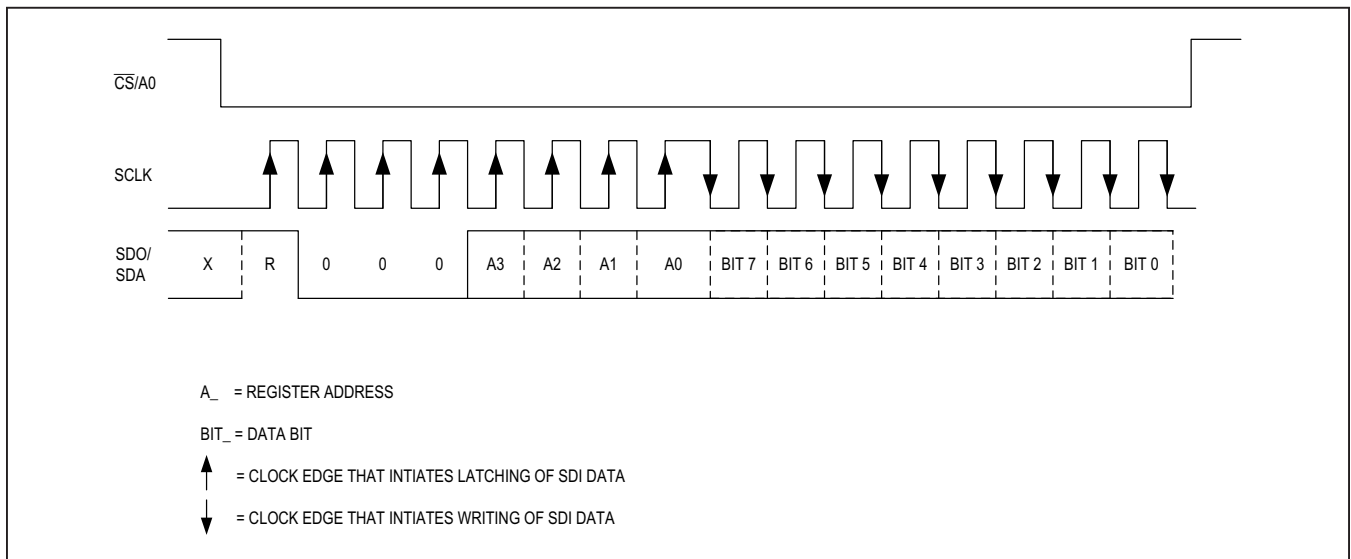 C̅S̅/A0
SCLK
SDO/
SDA
X R 0 0 0 A3 A2 A1 A0 BIT 7 BIT 6 BIT 5 BIT 4 BIT 3 BIT 2 BIT 1 BIT 0
A_ = REGISTER ADDRESS
BIT_ = DATA BIT
= CLOCK EDGE THAT INTIATES LATCHING OF SDI DATA
= CLOCK EDGE THAT INTIATES WRITING OF SDI DATA